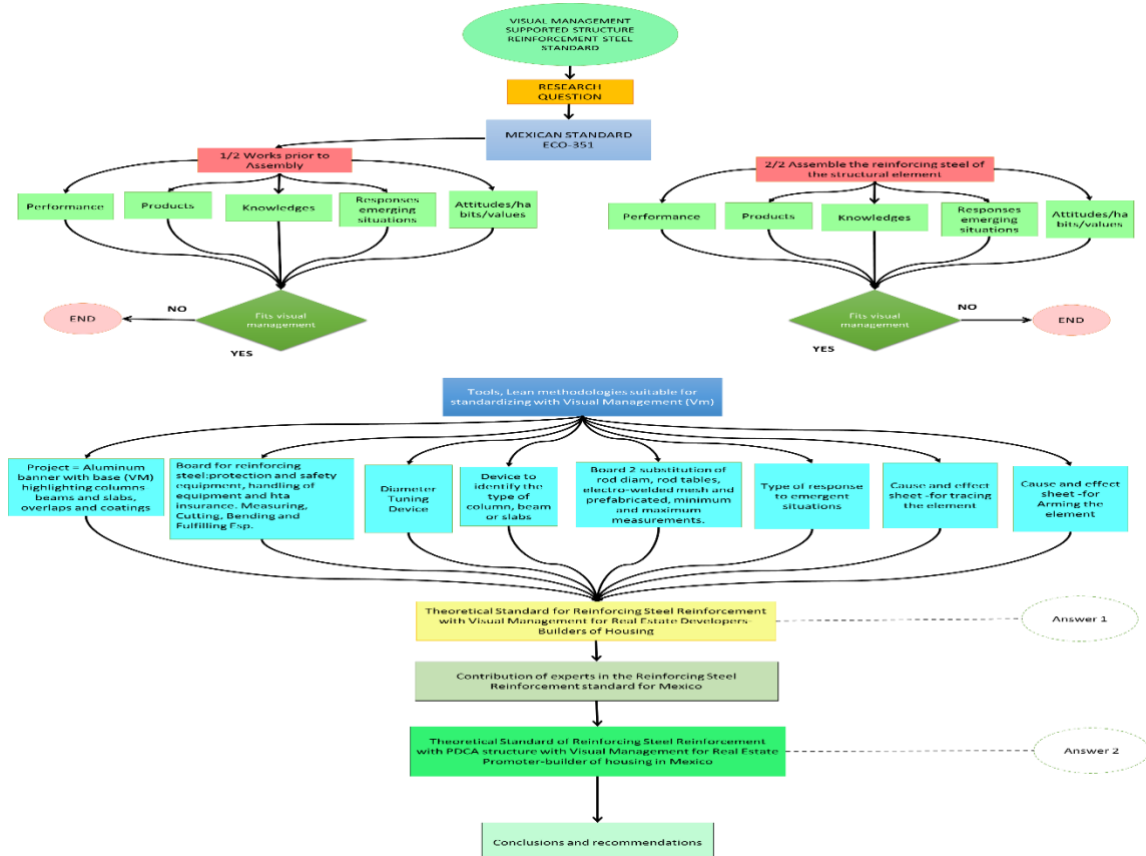 VISUAL MANAGEMENT
SUPPORTED STRUCTURE
REINFORCEMENT STEEL
STANDARD
RESEARCH
QUESTION
MEXICAN STANDARD
ECO-351
1/2 Works prior to
Assembly
Performance
Products
Knowledges
Responses
emerging
situations
Attitudes/ha
bits/values
Fits visual
management
NO
END
YES
2/2 Assemble the reinforcing steel of
the structural element
Performance
Products
Knowledges
Responses
emerging
situations
Attitudes/ha
bits/values
Fits visual
management
NO
END
YES
Tools, Lean methodologies suitable for
standardizing with Visual Management (Vm)
Project = Aluminum
banner with base (VM)
highlighting columns
beams and slabs,
overlaps and coatings
Board for reinforcing
steel:protection and safety
equipment, handling of
equipment and hta
insurance. Measuring,
Cutting, Bending and
Fulfilling Esp.
Diameter
Tuning
Device
Device to
identify the
type of
column, beam
or slabs
Board 2 substitution of
rod diam, rod tables,
electro-welded mesh and
prefabricated, minimum
and maximum
measurements.
Type of response
to emergent
situations
Cause and effect
sheet -for tracing
the element
Cause and effect
sheet -for
Arming the
element
Theoretical Standard for Reinforcing Steel Reinforcement
with Visual Management for Real Estate Developers-
Builders of Housing
Answer 1
Contribution of experts in the Reinforcing Steel
Reinforcement standard for Mexico
Theoretical Standard of Reinforcing Steel Reinforcement
with PDCA structure with Visual Management for Real Estate
Promoter-builder of housing in Mexico
Answer 2
Conclusions and recommendations